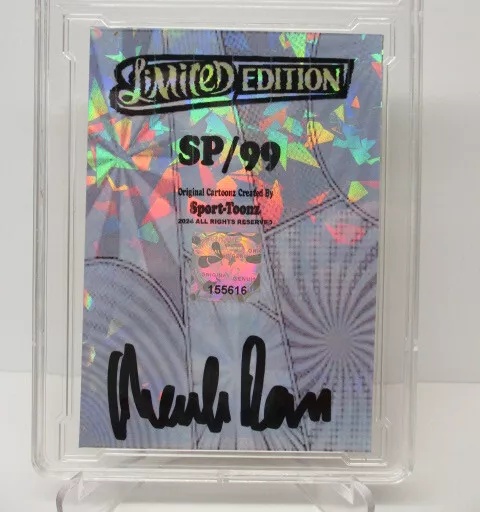 LiMiteD EDITION
SP/99
Original Cartoonz Created By
Sport-Toonz
2024 ALL RIGHTS RESERVED
155616